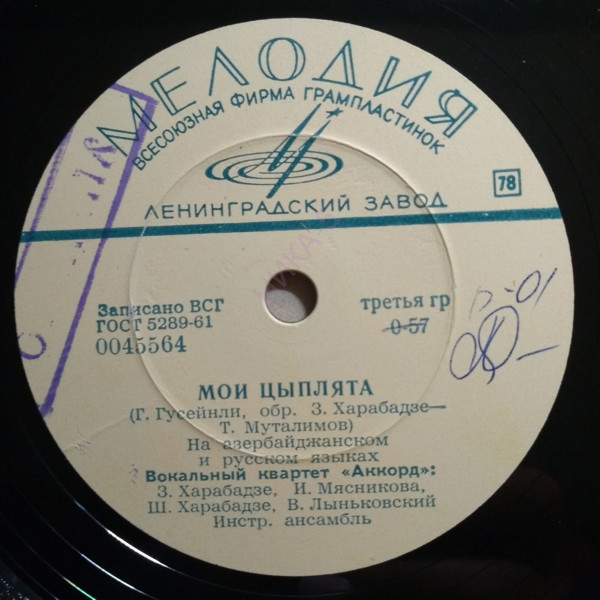 МЕЛОДИЯ
ВСЕСОЮЗНАЯ ФИРМА ГРАМПЛАСТИНОК
78
ЛЕНИНГРАДСКИЙ ЗАВОД
Записано ВСГ
ГОСТ 5289-61
0045564
третья гр
0-57
МОИ ЦЫПЛЯТА
(Г. Гусейнли, обр. З. Харабадзе—
Т. Муталимов)
На азербайджанском
и русском языках
Вокальный квартет «Аккорд»:
З. Харабадзе, И. Мясникова,
Ш. Харабадзе, В. Лыньковский
Инстр. ансамбль